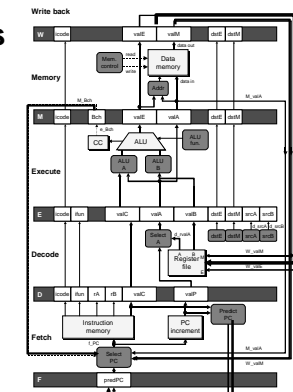 Write back
s
W icode valE valM dstE dstM
data out
read
Mem. control
write
Data memory
Memory
data in
Addr
M_Bch
M_valA
M icode Bch valE valA dstE dstM
e_Bch
CC
ALU
ALU fun.
ALU A
ALU B
Execute
E icode ifun valC valA valB dstE dstM srcA srcB
d_srcA d_srcB
Select A
d_rvalA
dstE dstM srcA srcB
Decode
A B
W_valM
Register file
M
E
W_valE
D icode ifun rA rB valC valP
Predict PC
Instruction memory
PC increment
Fetch
f_PC
M_valA
Select PC
W_valM
F predPC